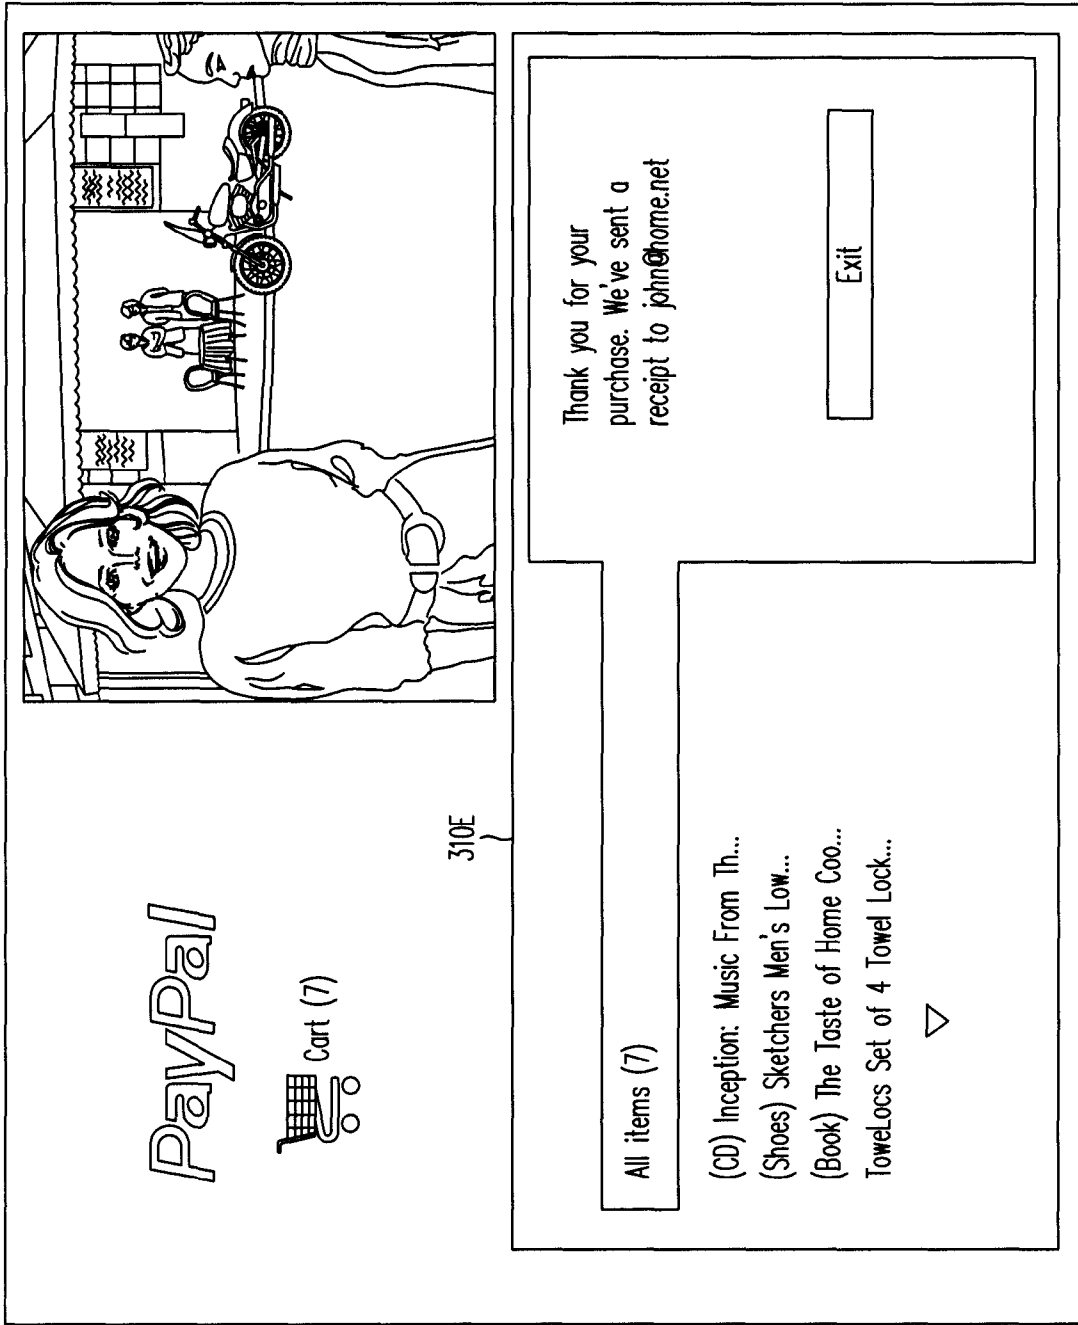 PayPal
Cart (7)
310E
All items (7)
(CD) Inception: Music From Th...
(Shoes) Sketchers Men's Low...
(Book) The Taste of Home Coo...
ToweLocs Set of 4 Towel Lock...
Thank you for your
purchase. We've sent a
receipt to john@home.net
Exit